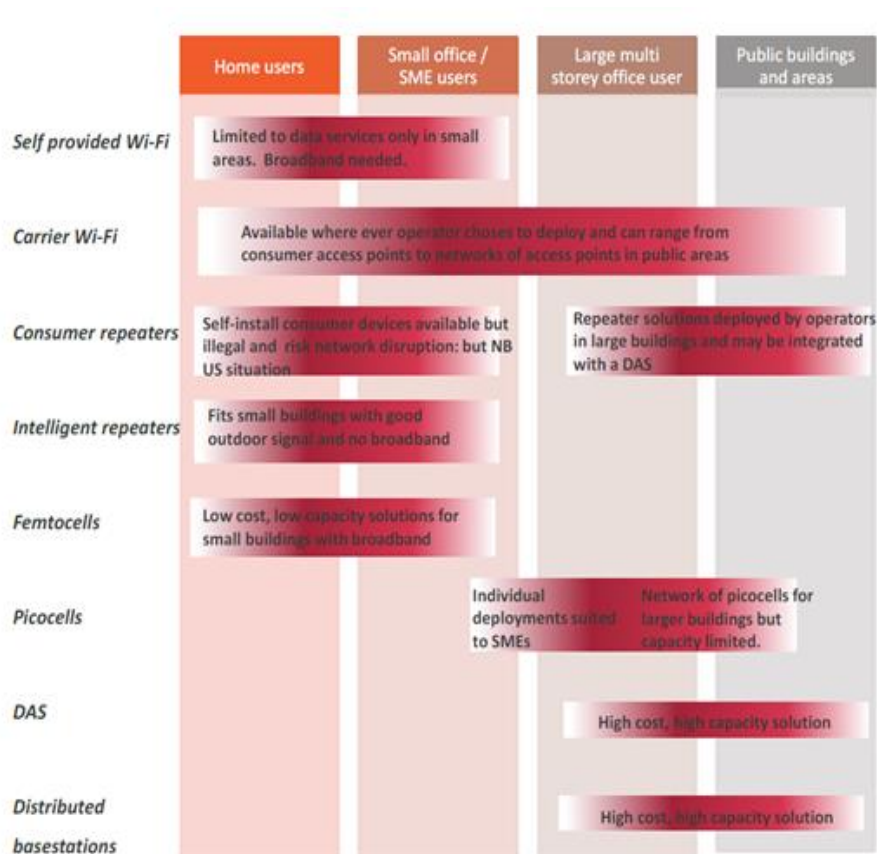 Home users
Small office /
SME users
Large multi
storey office user
Public buildings
and areas
Self provided Wi-Fi
Limited to data services only in small
areas. Broadband needed.
Carrier Wi-Fi
Available where ever operator choses to deploy and can range from
consumer access points to networks of access points in public areas
Consumer repeaters
Self-install consumer devices available but
illegal and risk network disruption: but NB
US situation
Repeater solutions deployed by operators
in large buildings and may be integrated
with a DAS
Intelligent repeaters
Fits small buildings with good
outdoor signal and no broadband
Femtocells
Low cost, low capacity solutions for
small buildings with broadband
Picocells
Individual
deployments suited
to SMEs
Network of picocells for
larger buildings but
capacity limited.
DAS
High cost, high capacity solution
Distributed
basestations
High cost, high capacity solution